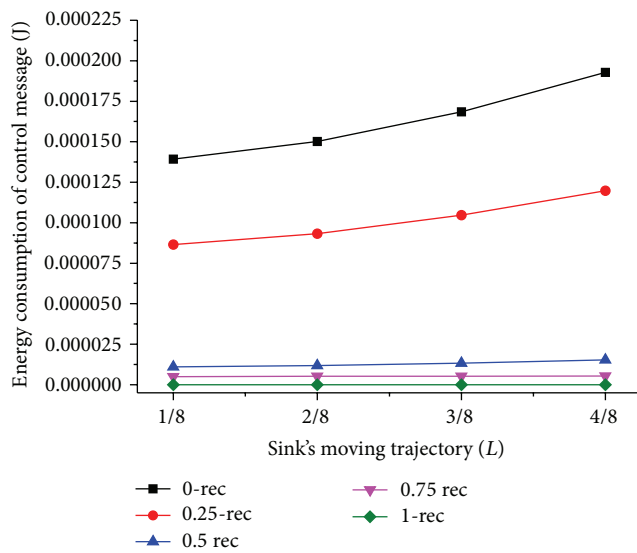 0.000225
0.000200
0.000175
0.000150
0.000125
0.000100
0.000075
0.000050
0.000025
0.000000
Energy consumption of control message (J)
1/8 2/8 3/8 4/8
Sink's moving trajectory (L)
0-rec
0.25-rec
0.5 rec
0.75 rec
1-rec